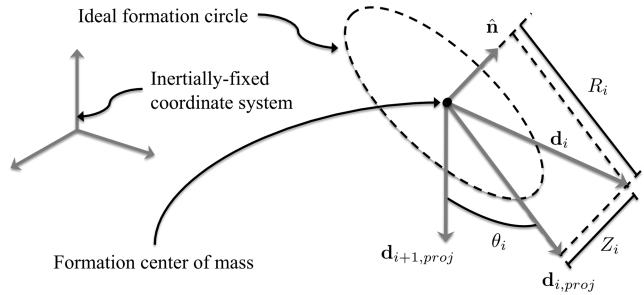 Ideal formation circle
Inertially-fixed
coordinate system
n̂
R_i
d_i
θ_i
Z_i
d_{i+1,proj}
d_{i,proj}
Formation center of mass